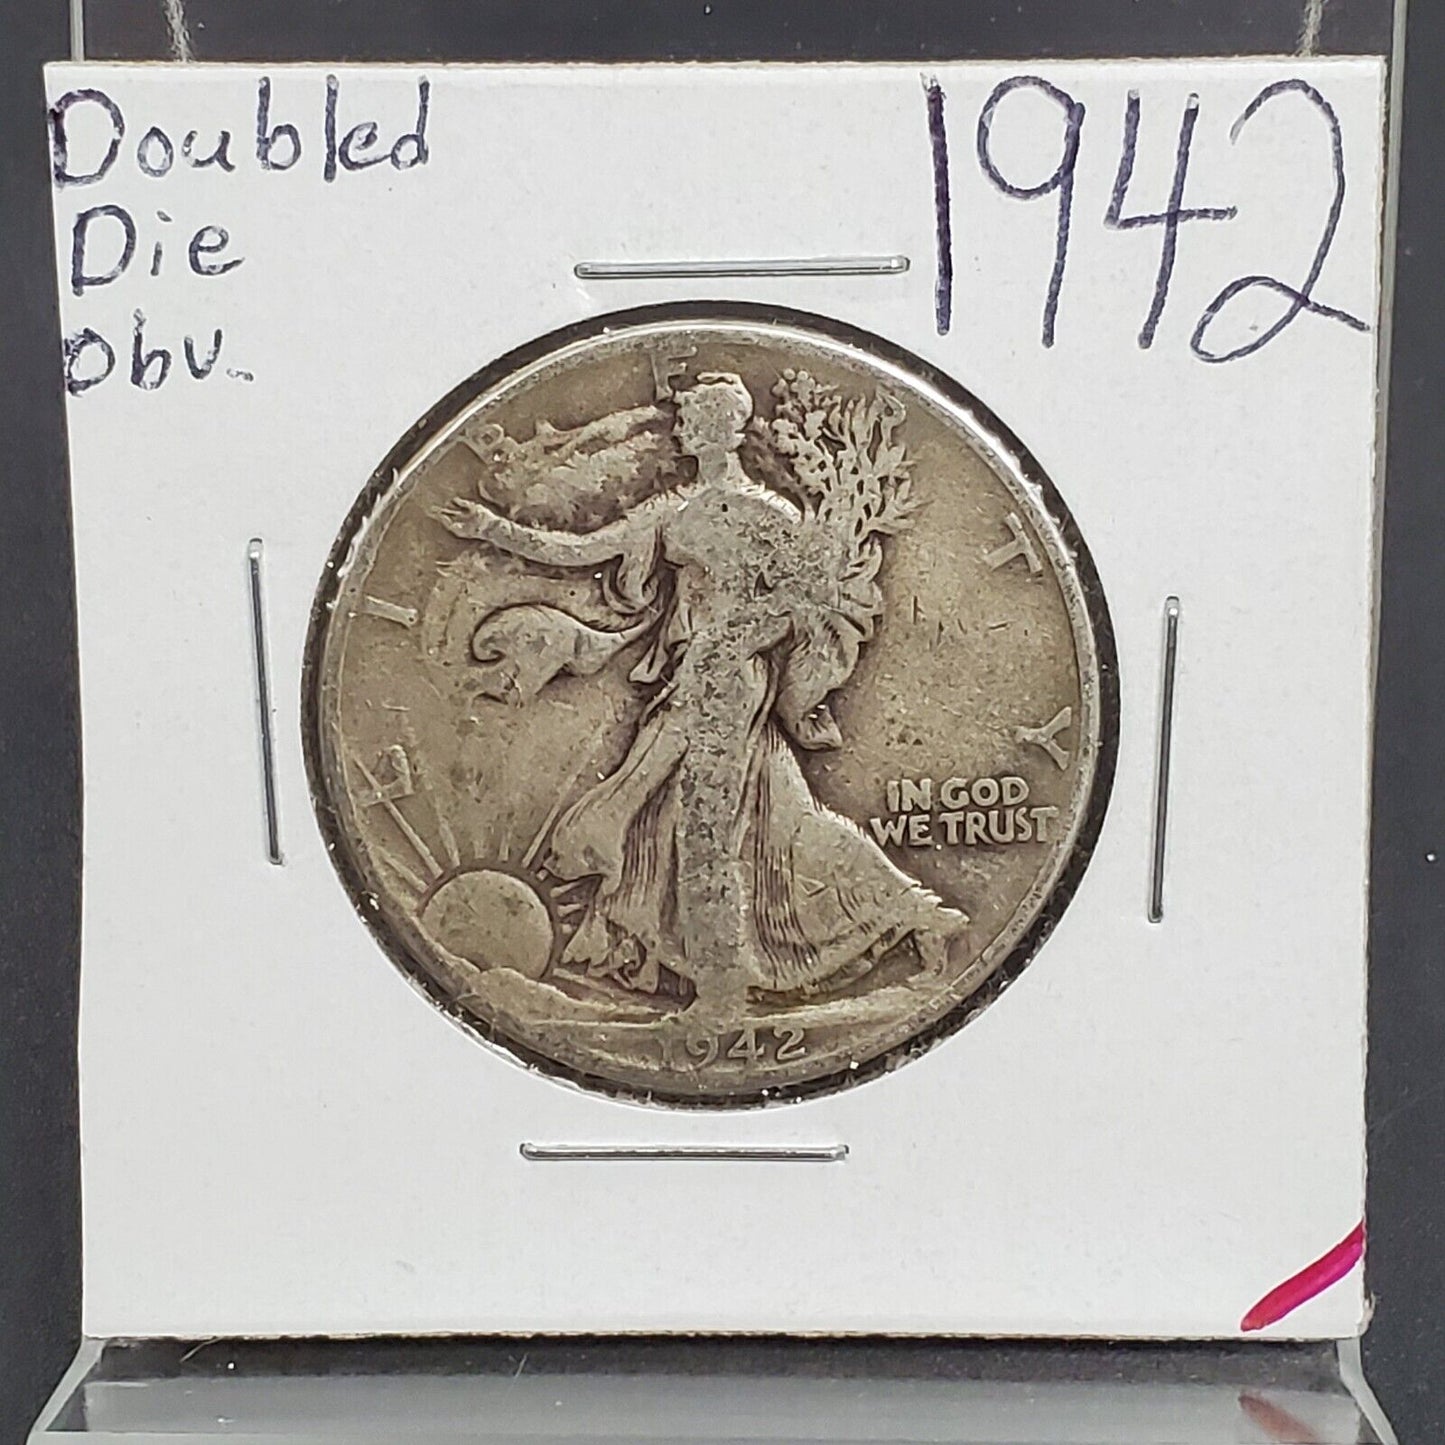 Doubled
Die
obv.
1942
LIBERTY
IN GOD
WE TRUST
1942